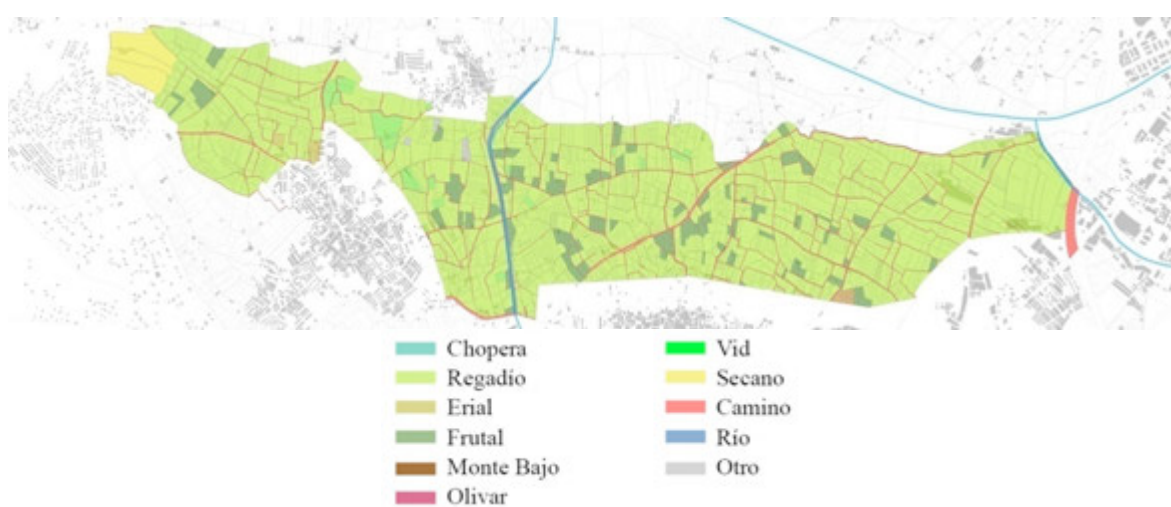 Chopera
Regadío
Erial
Frutal
Monte Bajo
Olivar
Vid
Secano
Camino
Río
Otro